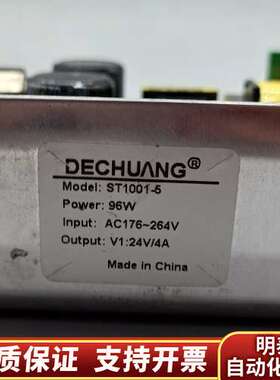 DECHUANG®
Model: ST1001-5
Power: 96W
Input: AC176~264V
Output: V1:24V/4A
Made in China
质保证 支持开票
自动化